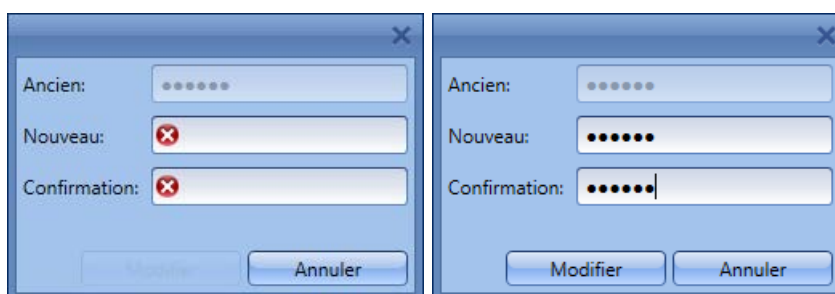 Ancien: ●●●●●●
Nouveau:
Confirmation:
Modifier Annuler
Ancien: ●●●●●●
Nouveau: ●●●●●●
Confirmation: ●●●●●●
Modifier Annuler